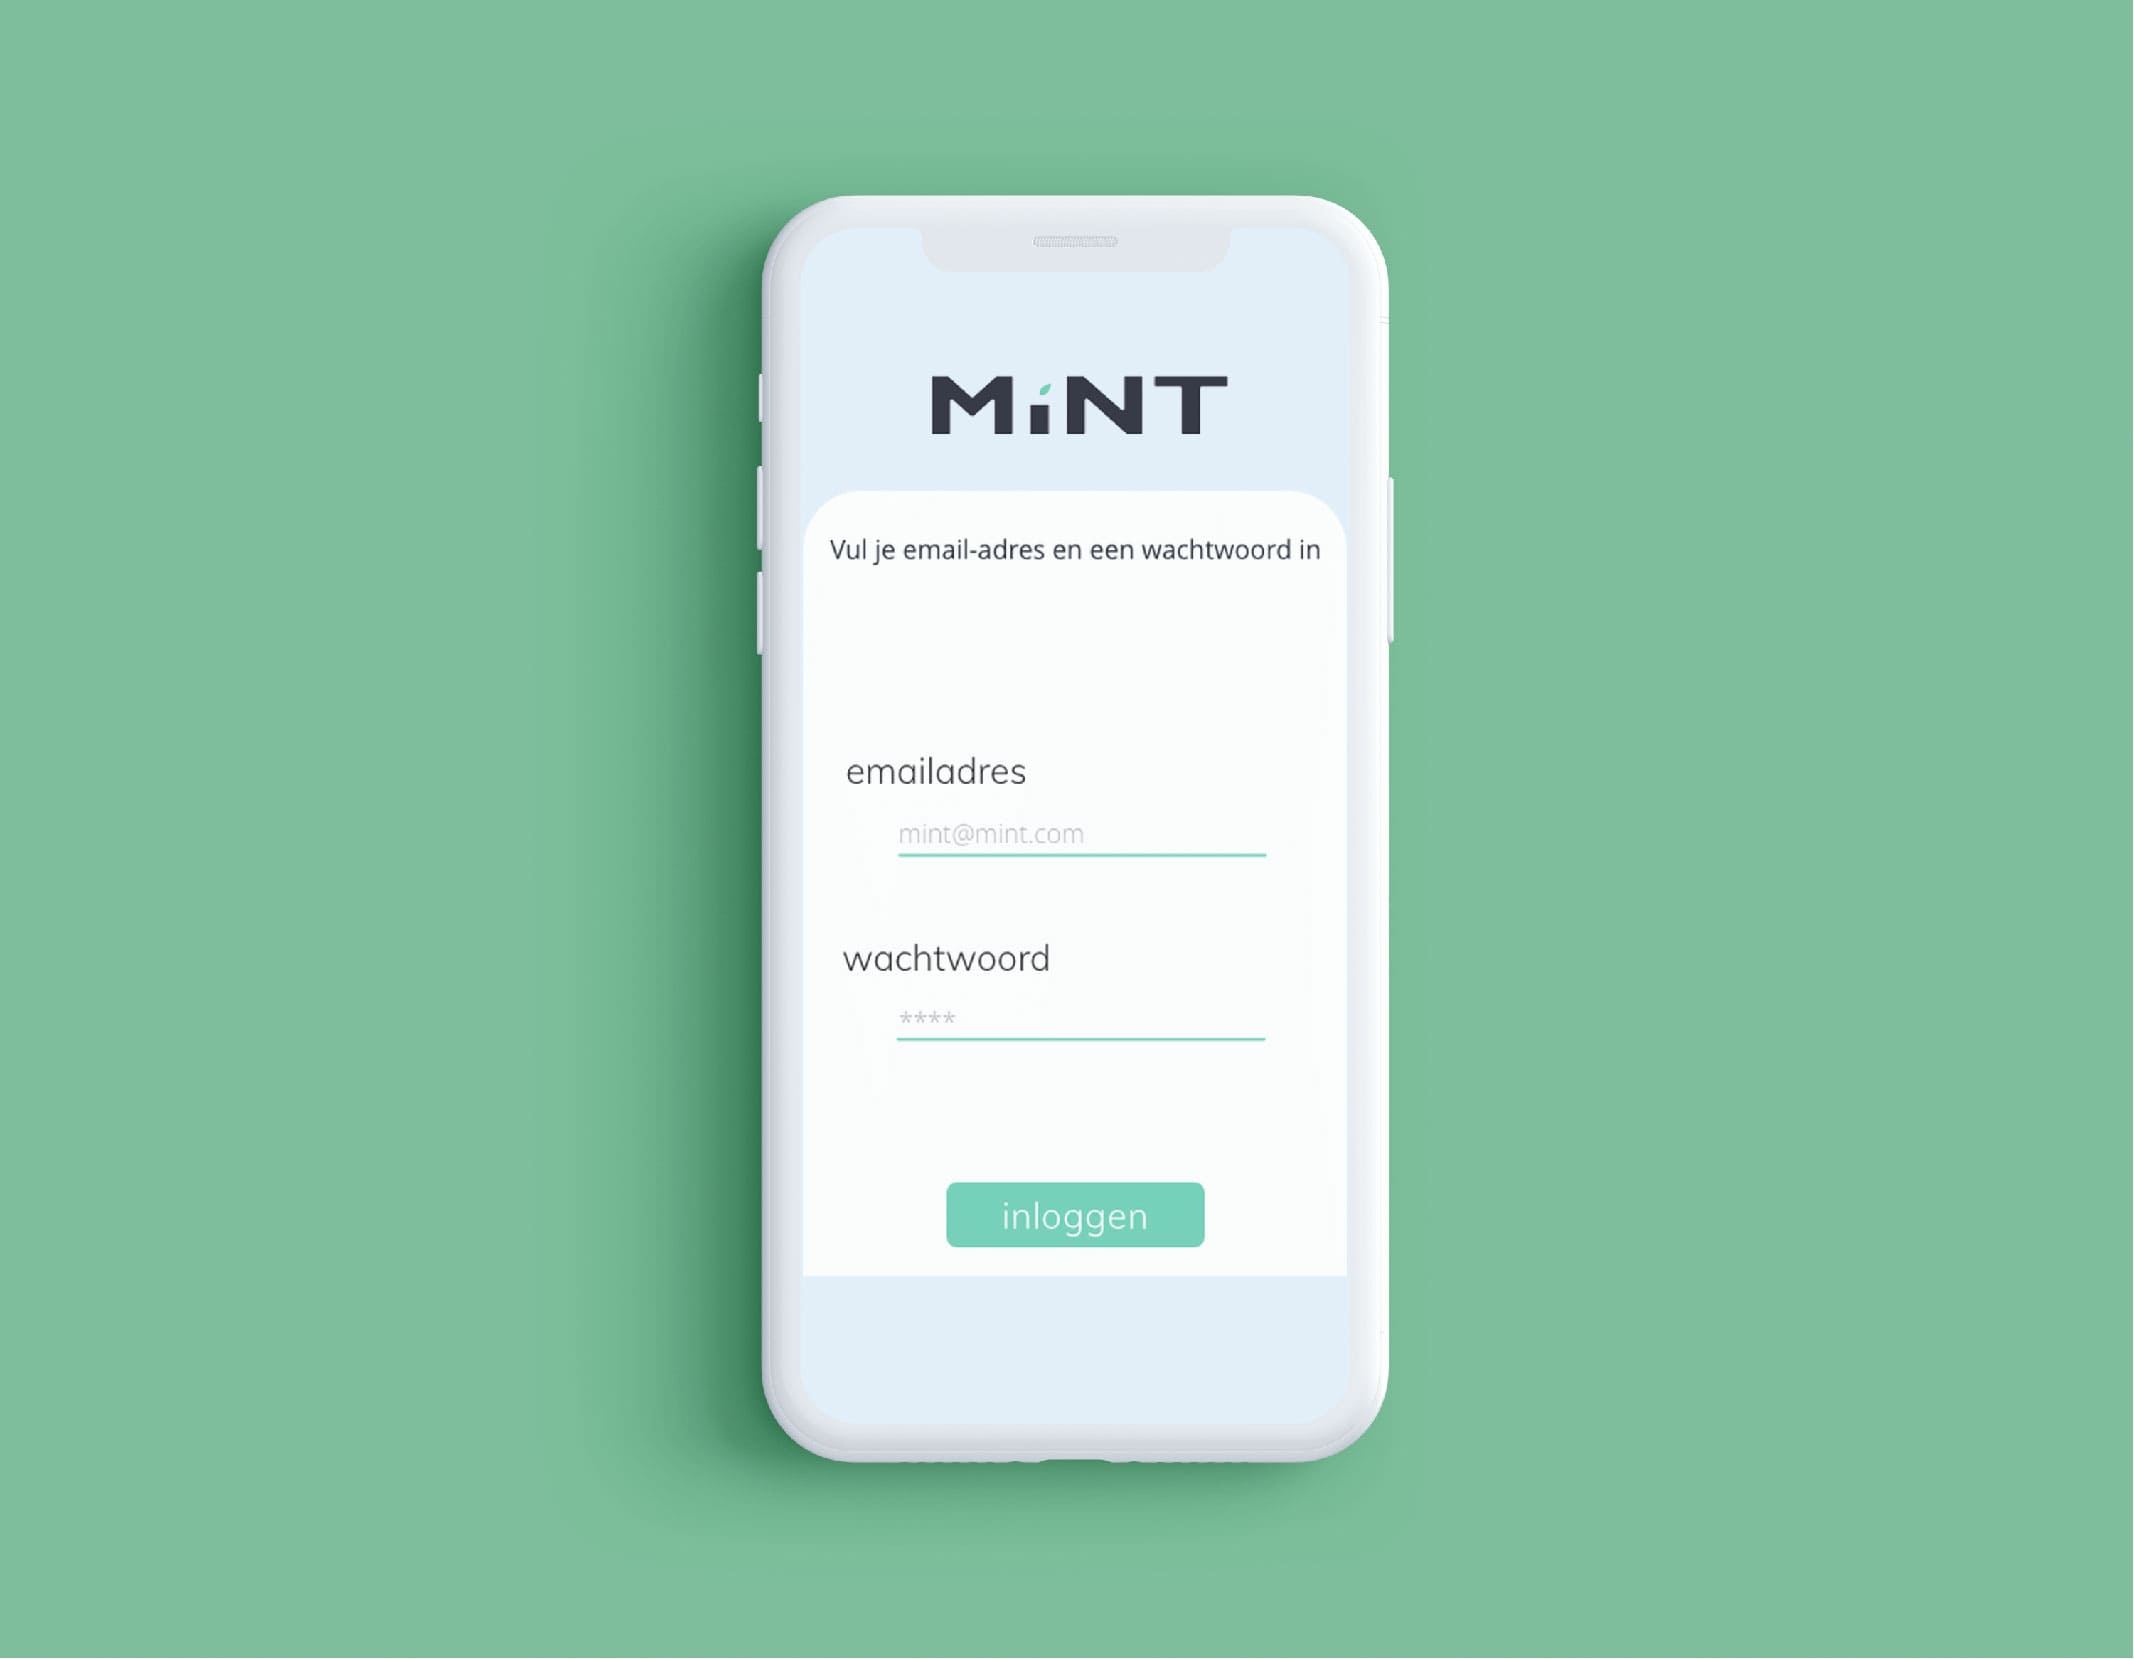 MiNT
Vul je email-adres en een wachtwoord in
emailadres
mint@mint.com
wachtwoord
****
inloggen